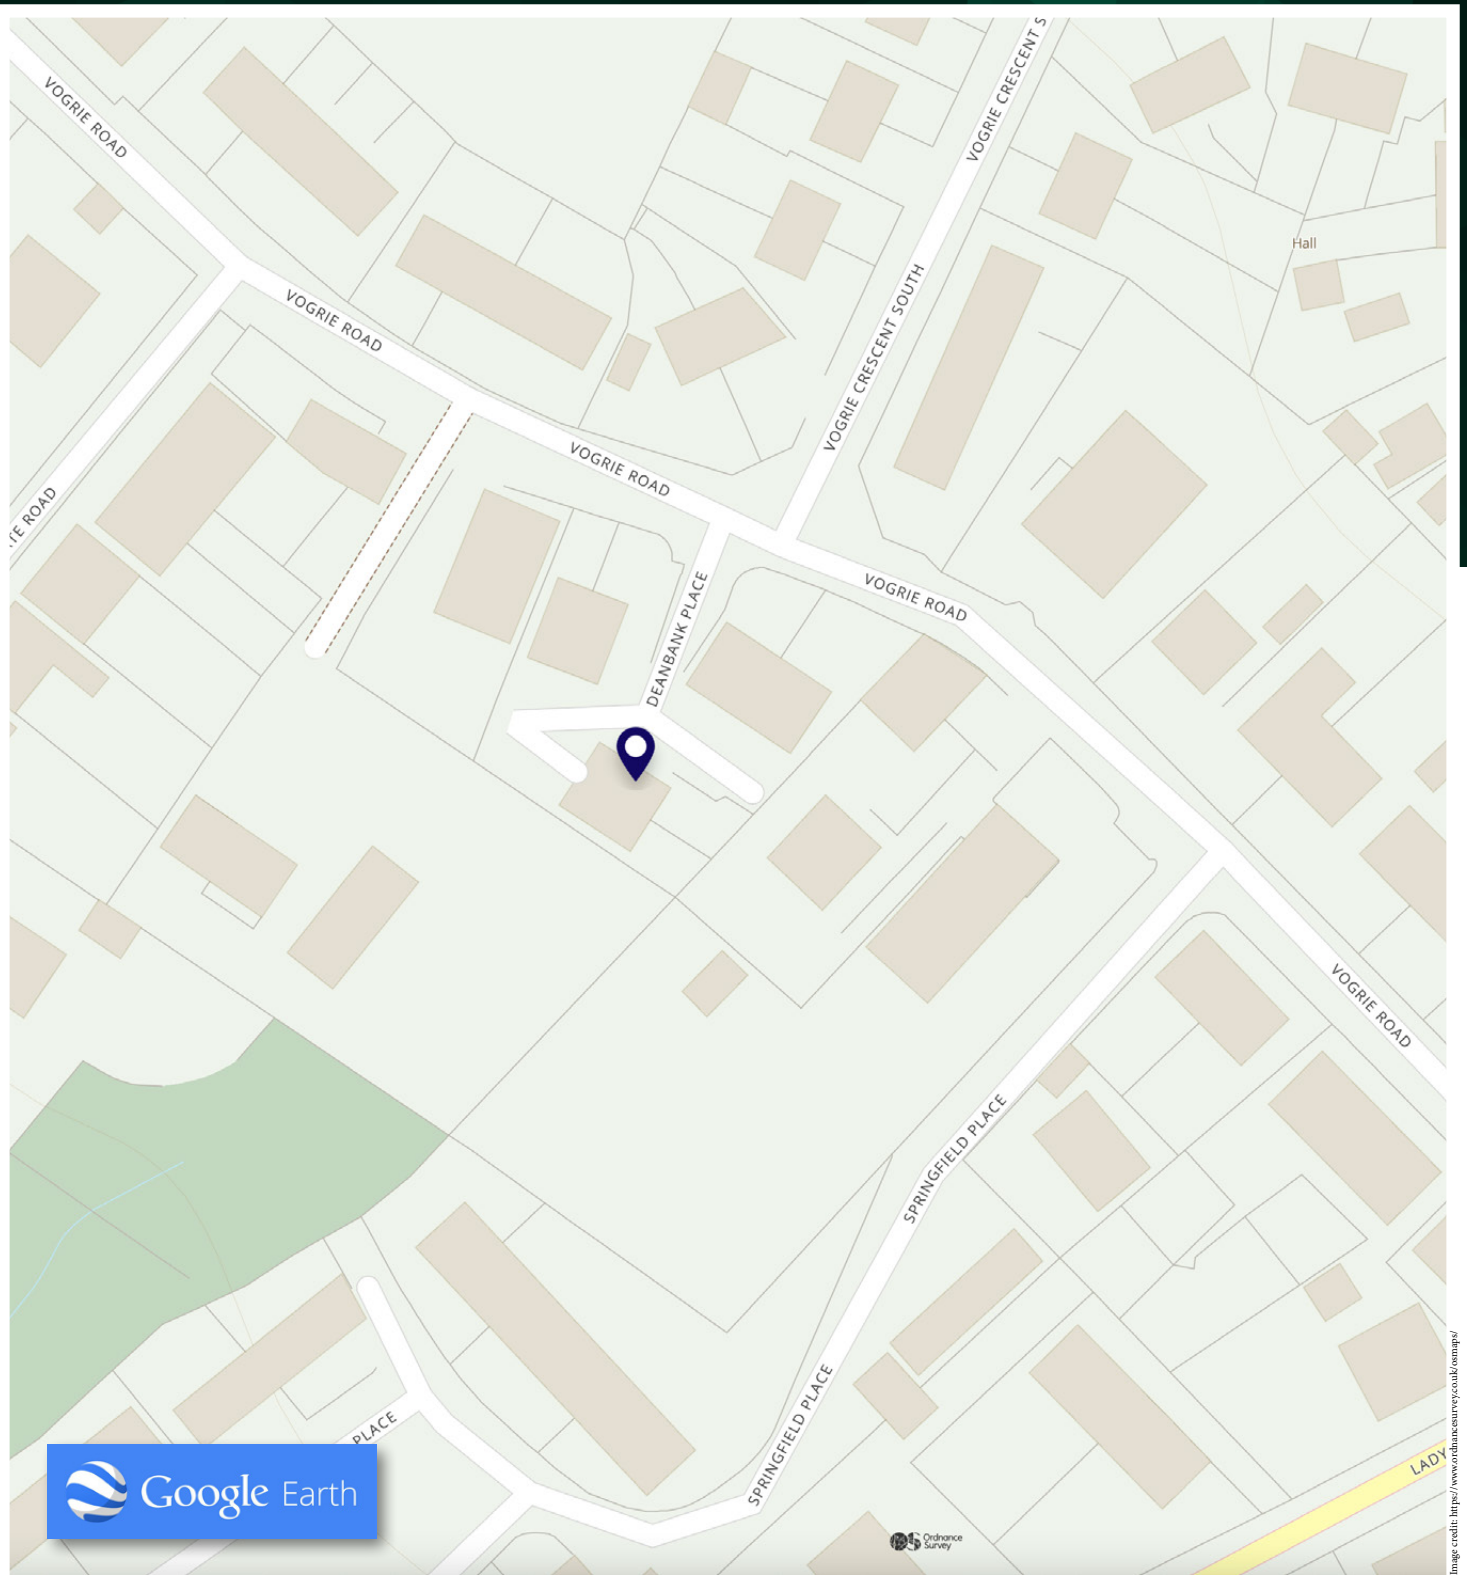 VOGRIE ROAD
VOGRIE CRESCENT S
Hall
VOGRIE ROAD
VOGRIE CRESCENT SOUTH
VOGRIE ROAD
TE ROAD
DEANBANK PLACE
VOGRIE ROAD
VOGRIE ROAD
SPRINGFIELD PLACE
SPRINGFIELD PLACE
PLACE
LADY
Google Earth
OS Ordnance
Survey
Image credit: https://www.ordnancesurvey.co.uk/osmaps/